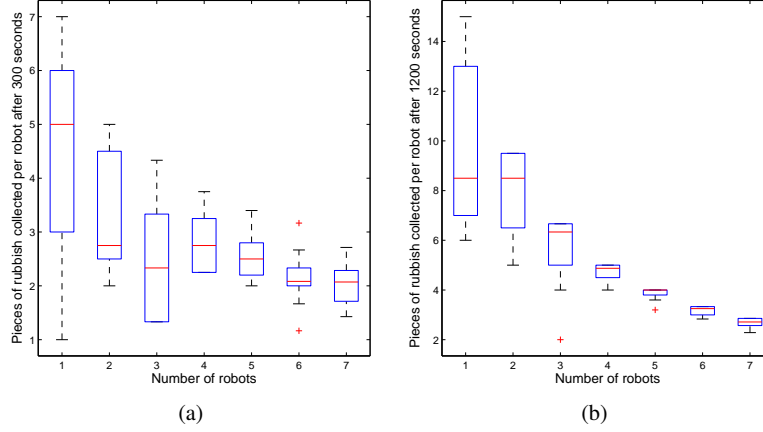 Pieces of rubbish collected per robot after 300 seconds
7
6
5
4
3
2
1
1 2 3 4 5 6 7
Number of robots
(a)
Pieces of rubbish collected per robot after 1200 seconds
14
12
10
8
6
4
2
1 2 3 4 5 6 7
Number of robots
(b)